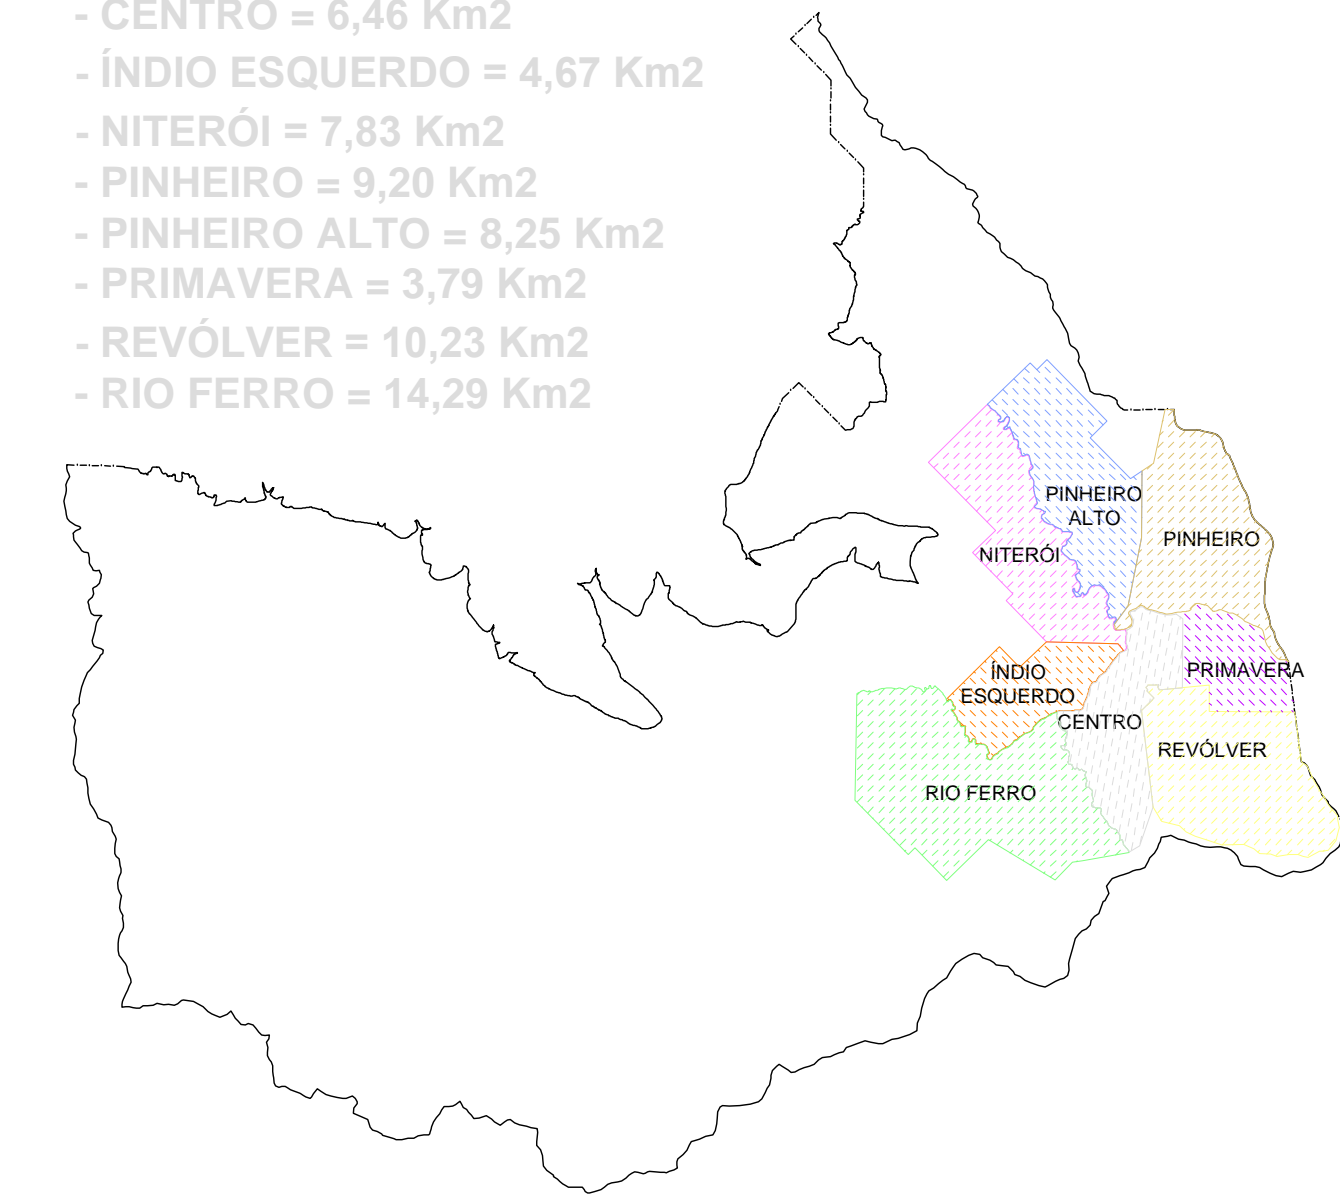 - CENTRO = 6,46 Km2
- ÍNDIO ESQUERDO = 4,67 Km2
- NITERÓI = 7,83 Km2
- PINHEIRO = 9,20 Km2
- PINHEIRO ALTO = 8,25 Km2
- PRIMAVERA = 3,79 Km2
- REVÓLVER = 10,23 Km2
- RIO FERRO = 14,29 Km2
PINHEIRO
ALTO
PINHEIRO
NITERÓI
ÍNDIO
ESQUERDO
PRIMAVERA
CENTRO
REVÓLVER
RIO FERRO